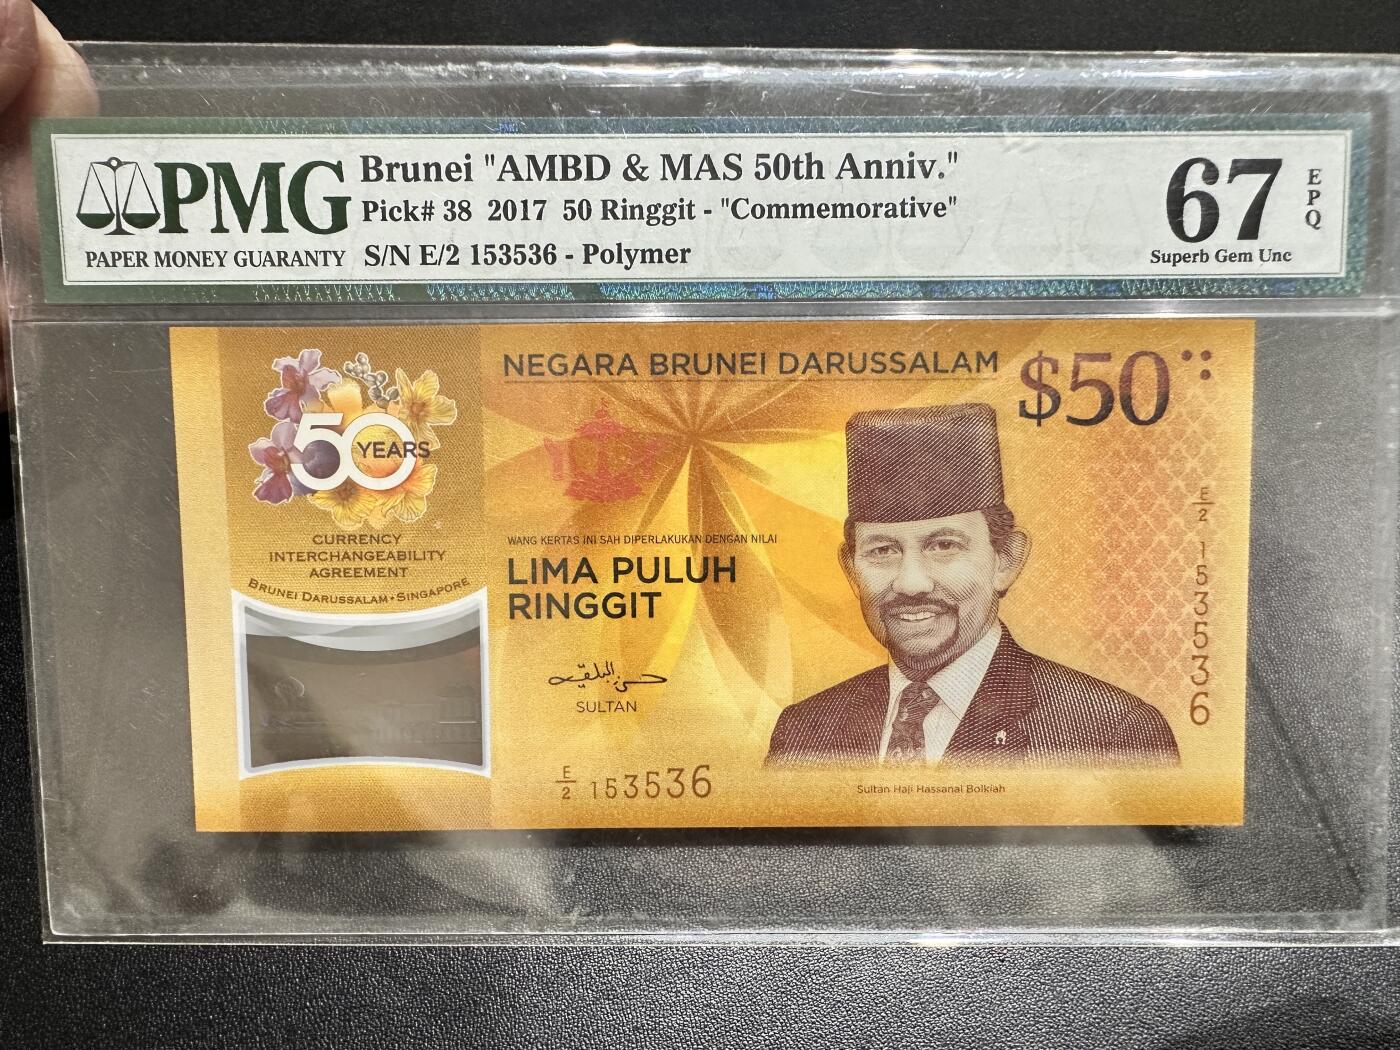 PMG
PAPER MONEY GUARANTY
Brunei "AMBD & MAS 50th Anniv."
Pick# 38 2017 50 Ringgit - "Commemorative"
S/N E/2 153536 - Polymer
67
EPQ
Superb Gem Unc
50 YEARS
CURRENCY
INTERCHANGEABILITY
AGREEMENT
BRUNEI DARUSSALAM • SINGAPORE
NEGARA BRUNEI DARUSSALAM
$50
WANG KERTAS INI SAH DIPERLAKUKAN DENGAN NILAI
LIMA PULUH
RINGGIT
SULTAN
E/2 153536
E/2 153536
Sultan Haji Hassanal Bolkiah